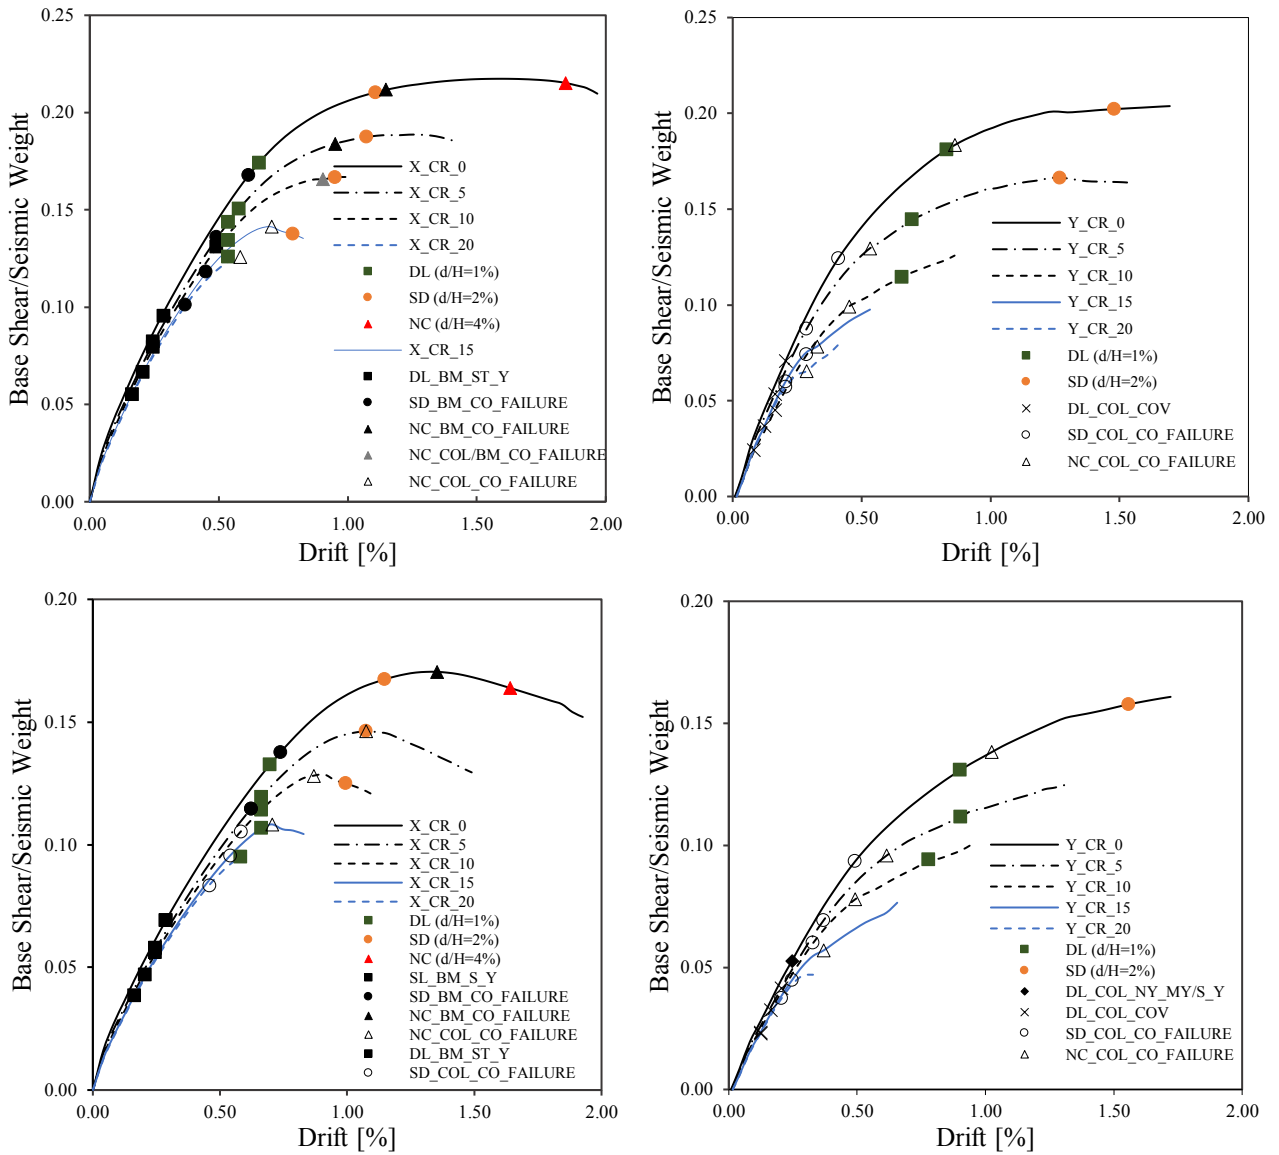 0.25
0.20
0.15
0.10
0.05
0.00
Base Shear/Seismic Weight
X_CR_0
X_CR_5
X_CR_10
X_CR_20
DL (d/H=1%)
SD (d/H=2%)
NC (d/H=4%)
X_CR_15
DL_BM_ST_Y
SD_BM_CO_FAILURE
NC_BM_CO_FAILURE
NC_COL/BM_CO_FAILURE
NC_COL_CO_FAILURE
0.00 0.50 1.00 1.50 2.00
Drift [%]
0.25
0.20
0.15
0.10
0.05
0.00
Base Shear/Seismic Weight
Y_CR_0
Y_CR_5
Y_CR_10
Y_CR_15
Y_CR_20
DL (d/H=1%)
SD (d/H=2%)
DL_COL_COV
SD_COL_CO_FAILURE
NC_COL_CO_FAILURE
0.00 0.50 1.00 1.50 2.00
Drift [%]
0.20
0.15
0.10
0.05
0.00
Base Shear/Seismic Weight
X_CR_0
X_CR_5
X_CR_10
X_CR_15
X_CR_20
DL (d/H=1%)
SD (d/H=2%)
NC (d/H=4%)
SL_BM_S_Y
SD_BM_CO_FAILURE
NC_BM_CO_FAILURE
NC_COL_CO_FAILURE
DL_BM_ST_Y
SD_COL_CO_FAILURE
0.00 0.50 1.00 1.50 2.00
Drift [%]
0.20
0.15
0.10
0.05
0.00
Base Shear/Seismic Weight
Y_CR_0
Y_CR_5
Y_CR_10
Y_CR_15
Y_CR_20
DL (d/H=1%)
SD (d/H=2%)
DL_COL_NY_MY/S_Y
DL_COL_COV
SD_COL_CO_FAILURE
NC_COL_CO_FAILURE
0.00 0.50 1.00 1.50 2.00
Drift [%]